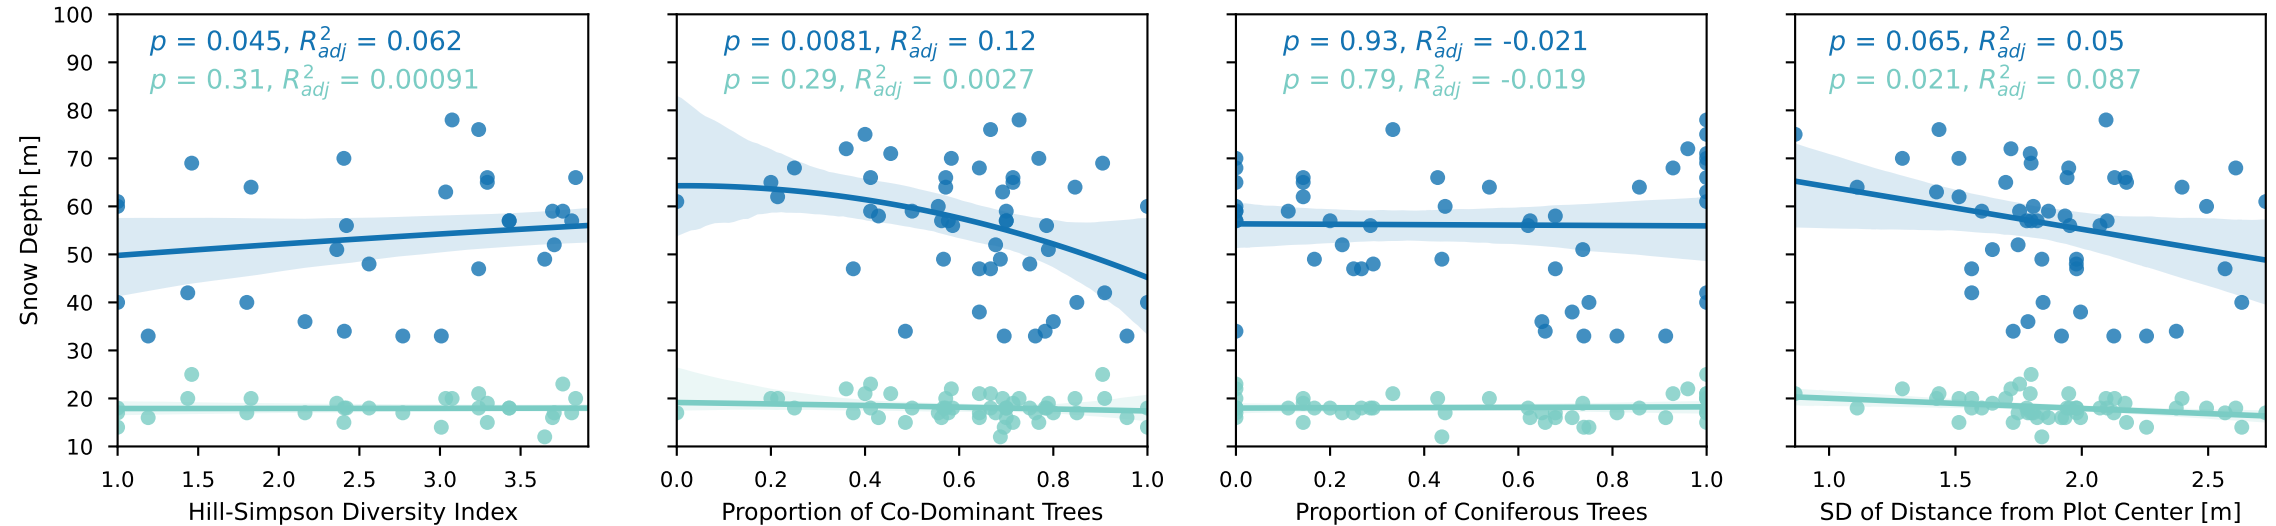 Snow Depth [m]
100
90
80
70
60
50
40
30
20
10
p = 0.045, R²adj = 0.062
p = 0.31, R²adj = 0.00091
1.0 1.5 2.0 2.5 3.0 3.5
Hill-Simpson Diversity Index
p = 0.0081, R²adj = 0.12
p = 0.29, R²adj = 0.0027
0.0 0.2 0.4 0.6 0.8 1.0
Proportion of Co-Dominant Trees
p = 0.93, R²adj = -0.021
p = 0.79, R²adj = -0.019
0.0 0.2 0.4 0.6 0.8 1.0
Proportion of Coniferous Trees
p = 0.065, R²adj = 0.05
p = 0.021, R²adj = 0.087
1.0 1.5 2.0 2.5
SD of Distance from Plot Center [m]